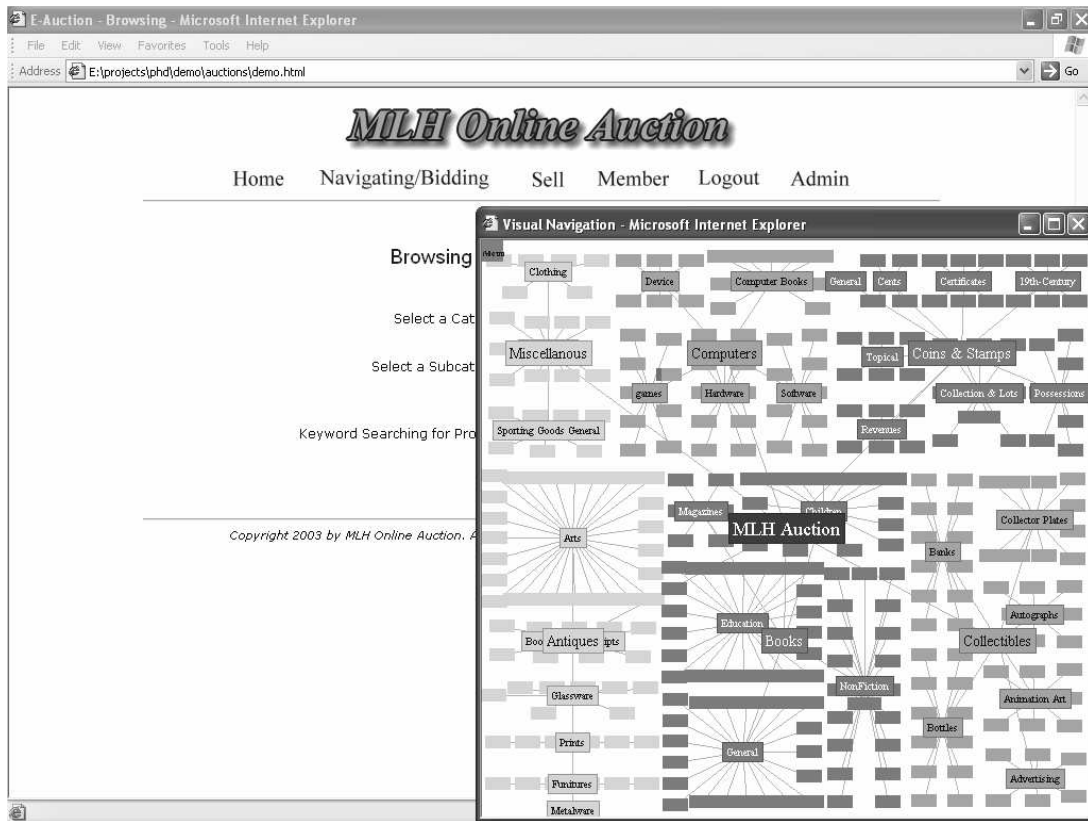 E-Auction - Browsing - Microsoft Internet Explorer
File Edit View Favorites Tools Help
Address E:\projects\phd\demo\auctions\demo.html Go
MLH Online Auction
Home Navigating/Bidding Sell Member Logout Admin
Visual Navigation - Microsoft Internet Explorer
Browsing
Select a Cat
Select a Subcat
Keyword Searching for Pro
Copyright 2003 by MLH Online Auction. A
Menu
Clothing
Device
Computer Books
General
Cents
Certificates
19th-Century
Miscellanous
Computers
Topical
Coins & Stamps
games
Hardware
Software
Collection & Lots
Possessions
Sporting Goods General
Revenues
Magazines
Children
Collector Plates
MLH Auction
Arts
Banks
Autographs
Education
Boo
Antiques
ipts
Books
Collectibles
Glassware
NonFiction
Animation Art
Bottles
Prints
General
Funitures
Advertising
Metalware